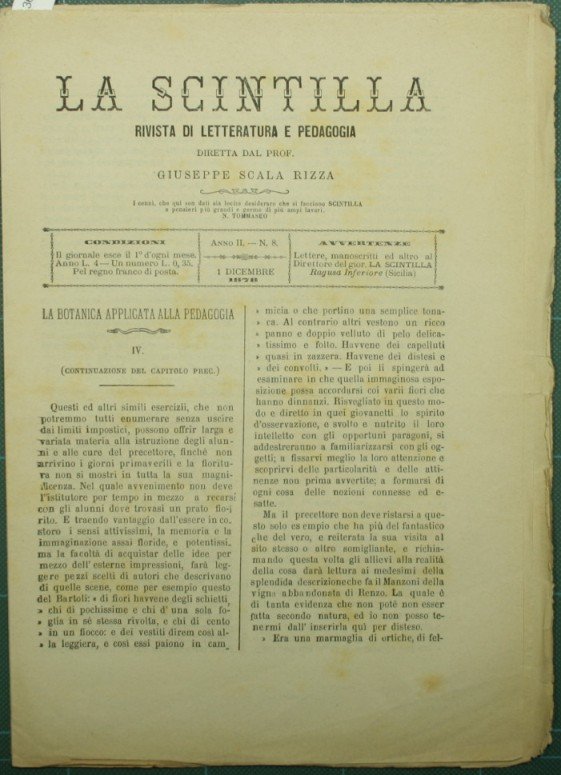 LA SCINTILLA
RIVISTA DI LETTERATURA E PEDAGOGIA
DIRETTA DAL PROF.
GIUSEPPE SCALA RIZZA
I cenni, che qui son dati sia lecito desiderare che si facciano SCINTILLA
a pensieri più grandi e germe di più ampi lavori.
N. TOMMASEO
CONDIZIONI
Il giornale esce il 1º d'ogni mese.
Anno L. 4 — Un numero L. 0, 35.
Pel regno franco di posta.
ANNO II. — N. 8.
1 DICEMBRE
1878
AVVERTENZE
Lettere, manoscritti ed altro al
Direttore del gior. LA SCINTILLA
Ragusa Inferiore (Sicilia)
LA BOTANICA APPLICATA ALLA PEDAGOGIA
IV.
(CONTINUAZIONE DEL CAPITOLO PREC.)
Questi ed altri simili esercizii, che non
potremmo tutti enumerare senza uscire
dai limiti impostici, possono offrir larga e
variata materia alla istruzione degli alun-
ni e alle cure del precettore, finchè non
arrivino i giorni primaverili e la fioritu-
ra non si mostri in tutta la sua magni-
ficenza. Nel quale avvenimento non deve
l'istitutore por tempo in mezzo a recarsi
con gli alunni dove trovasi un prato fio-
rito. E traendo vantaggio dall'essere in co-
storo i sensi attivissimi, la memoria e la
immaginazione assai floride, e potentissi-
ma la facoltà di acquistar delle idee per
mezzo dell'esterne impressioni, farà leg-
gere pezzi scelti di autori che descrivano
di quelle scene, come per esempio questo
del Bartoli: « di fiori havvene degli schietti
» chi di pochissime e chi d' una sola fo-
» glia in sè stessa rivolta, e chi di cento
» in un fiocco: e dei vestiti direm così al-
» la leggiera, e così essi paiono in cam
» micia o che portino una semplice tona-
» ca. Al contrario altri vestono un ricco
» panno e doppio velluto di pelo delica-
» tissimo e folto. Havvene dei capelluti
» quasi in zazzera. Havvene dei distesi e
» dei convolti. » — E poi li spingerà ad
esaminare in che quella immaginosa espo-
sizione possa accordarsi coi varii fiori che
hanno dinnanzi. Risvegliato in questo mo-
do e diretto in quei giovanetti lo spirito
d'osservazione, e svolto e nutrito il loro
intelletto con gli opportuni paragoni, si
addestreranno a familiarizzarsi con gli og-
getti; a fissarvi meglio la loro attenzione e
scoprirvi delle particolarità e delle atti-
nenze non prima avvertite; a formarsi di
ogni cosa delle nozioni connesse ed e-
satte.
Ma il precettore non deve ristarsi a que-
sto solo esempio che ha più del fantastico
che del vero, e reiterata la sua visita al
sito stesso o altro somigliante, e richia-
mando questa volta gli allievi alla realità
della cosa darà lettura ai medesimi della
splendida descrizione che fa il Manzoni della
vigna abbandonata di Renzo. La quale è
di tanta evidenza che non potè non esser
fatta secondo natura, ed io non posso te-
nermi dall' inserirla qui per disteso.
» Era una marmaglia di ortiche, di fel-